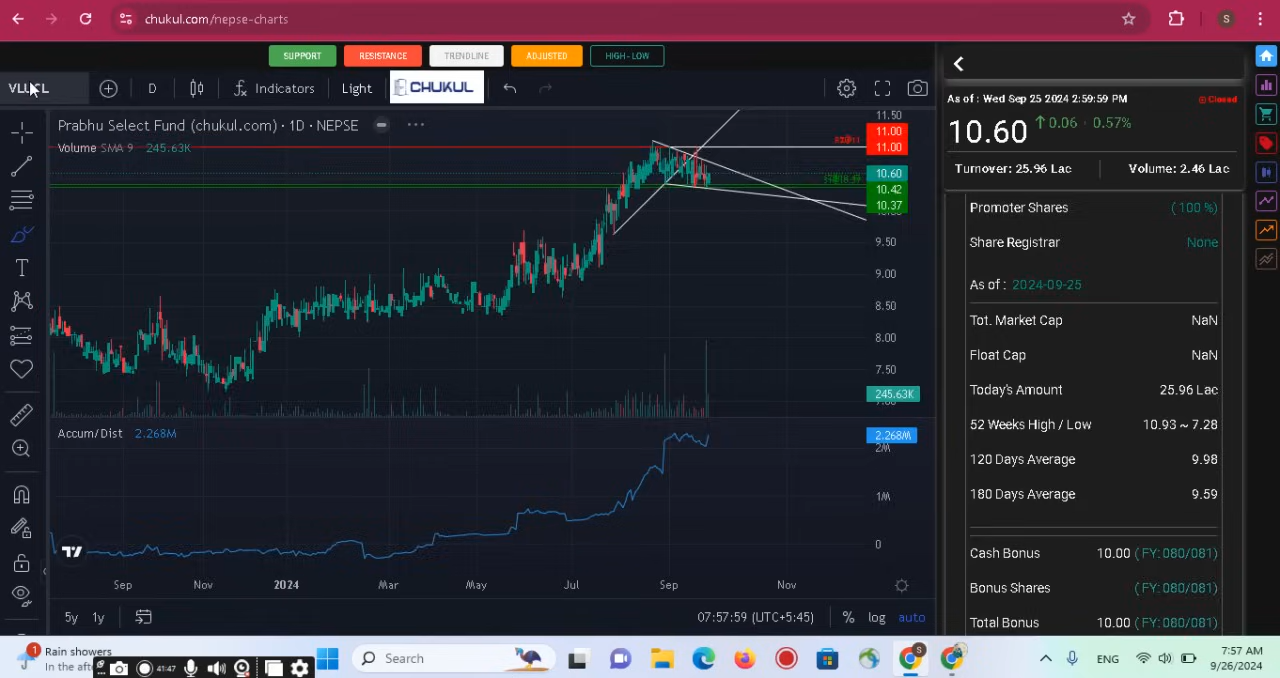 chukul.com/nepse-charts
S
SUPPORT RESISTANCE TRENDLINE ADJUSTED HIGH-LOW
D Indicators Light CHUKUL
Prabhu Select Fund (chukul.com) · 1D · NEPSE
Volume SMA 9 245.63K
11.50
11.00
11.00
10.60
10.42
10.37
9.50
9.00
8.50
8.00
7.50
245.63K
Accum/Dist 2.268M
2.268M
2M
1M
0
Sep Nov 2024 Mar May Jul Sep Nov
5y 1y 07:57:59 (UTC+5:45) % log auto
As of : Wed Sep 25 2024 2:59:59 PM Closed
10.60 ↑ 0.06 · 0.57%
Turnover: 25.96 Lac Volume: 2.46 Lac
Promoter Shares (100 %)
Share Registrar None
As of : 2024-09-25
Tot. Market Cap NaN
Float Cap NaN
Today's Amount 25.96 Lac
52 Weeks High / Low 10.93 ~ 7.28
120 Days Average 9.98
180 Days Average 9.59
Cash Bonus 10.00 ( FY: 080/081)
Bonus Shares ( FY: 080/081)
Total Bonus 10.00 ( FY: 080/081)
1 Rain showers
In the aft
41:47
Search
S
ENG
7:57 AM
9/26/2024